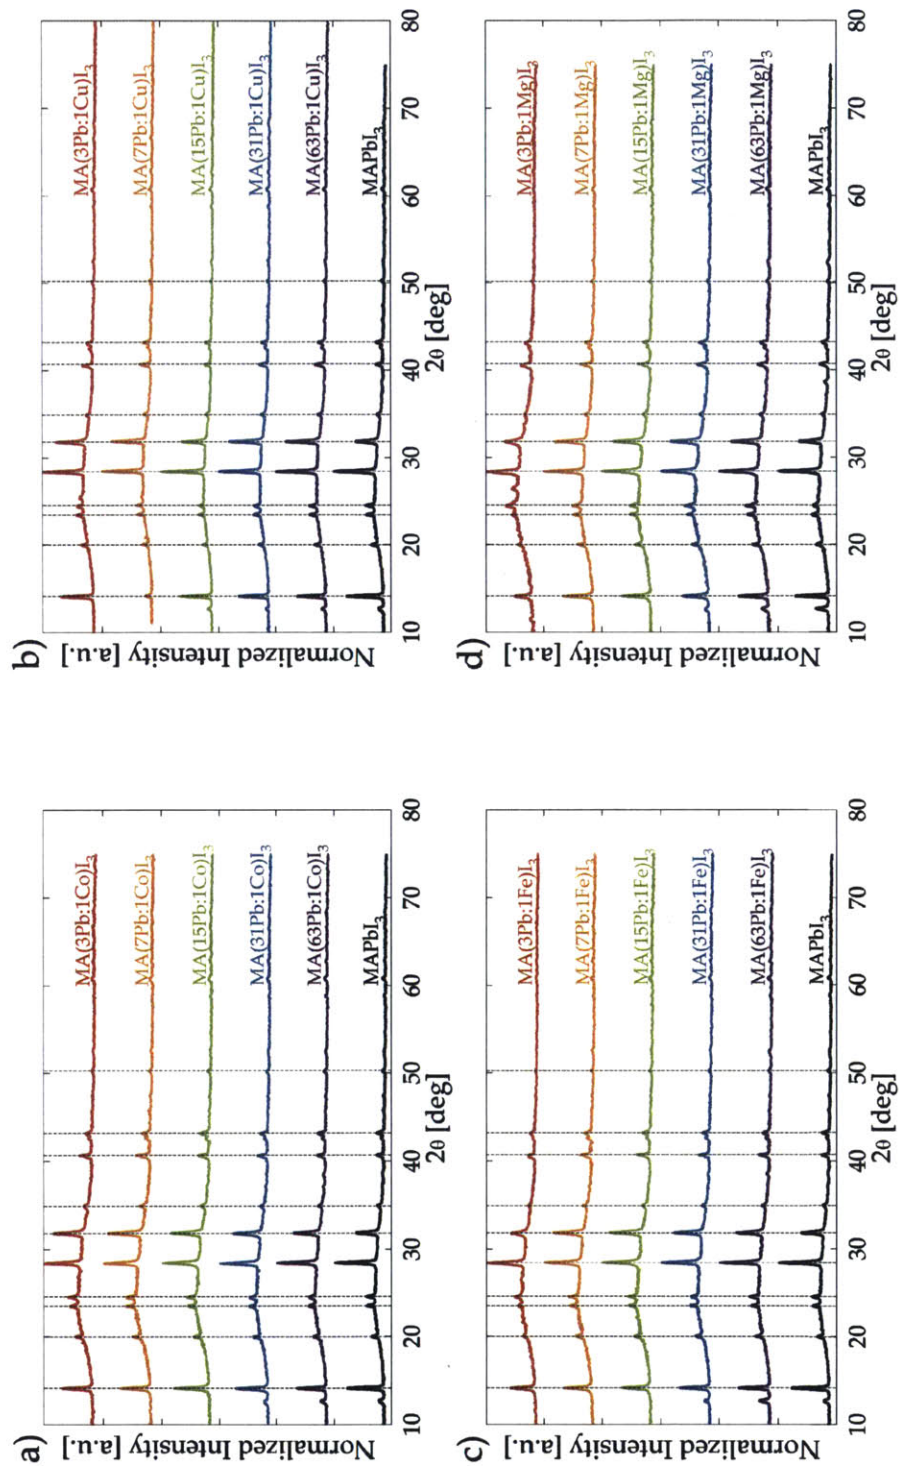 a)
Normalized Intensity [a.u.]
MA(3Pb:1Co)I3
MA(7Pb:1Co)I3
MA(15Pb:1Co)I3
MA(31Pb:1Co)I3
MA(63Pb:1Co)I3
MAPbI3
10 20 30 40 50 60 70 80
2θ [deg]
b)
Normalized Intensity [a.u.]
MA(3Pb:1Cu)I3
MA(7Pb:1Cu)I3
MA(15Pb:1Cu)I3
MA(31Pb:1Cu)I3
MA(63Pb:1Cu)I3
MAPbI3
10 20 30 40 50 60 70 80
2θ [deg]
c)
Normalized Intensity [a.u.]
MA(3Pb:1Fe)I3
MA(7Pb:1Fe)I3
MA(15Pb:1Fe)I3
MA(31Pb:1Fe)I3
MA(63Pb:1Fe)I3
MAPbI3
10 20 30 40 50 60 70 80
2θ [deg]
d)
Normalized Intensity [a.u.]
MA(3Pb:1Mg)I3
MA(7Pb:1Mg)I3
MA(15Pb:1Mg)I3
MA(31Pb:1Mg)I3
MA(63Pb:1Mg)I3
MAPbI3
10 20 30 40 50 60 70 80
2θ [deg]